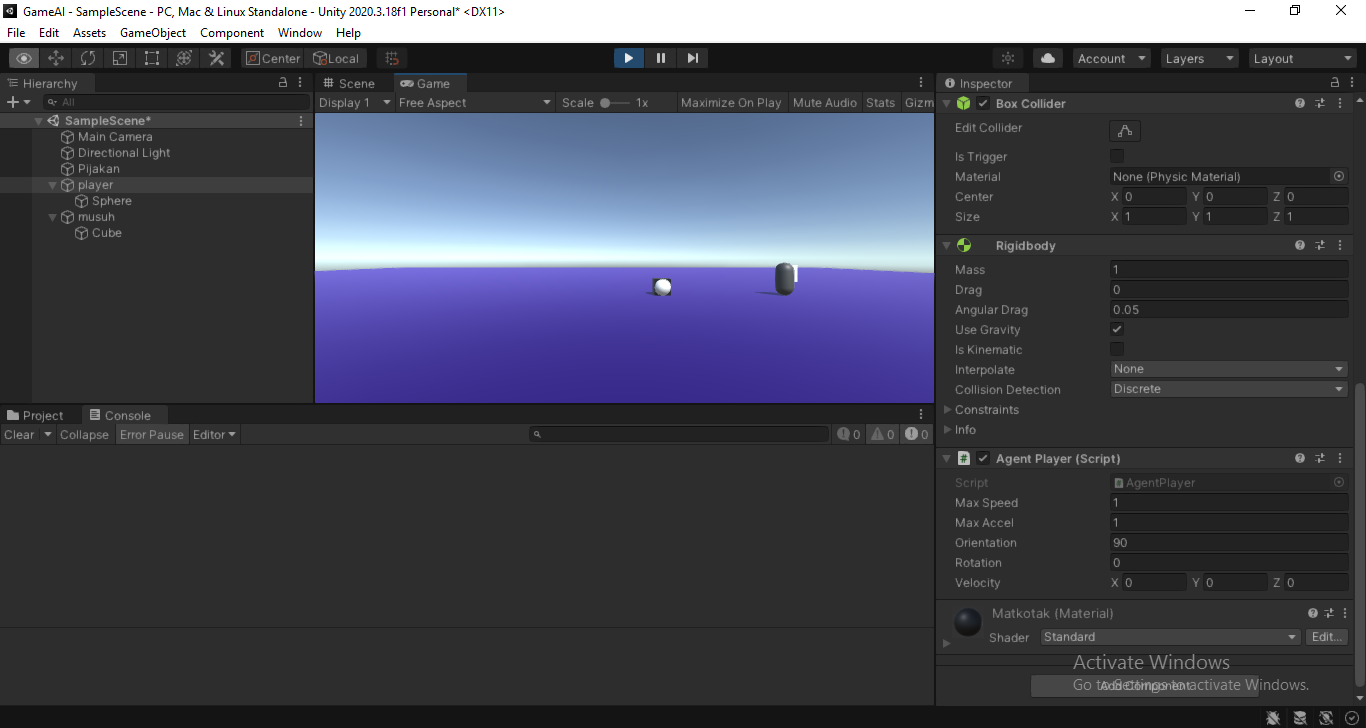 GameAI - SampleScene - PC, Mac & Linux Standalone - Unity 2020.3.18f1 Personal* <DX11>
File Edit Assets GameObject Component Window Help
Center Local Account Layers Layout
Hierarchy
All
SampleScene*
Main Camera
Directional Light
Pijakan
player
Sphere
musuh
Cube
Scene Game
Display 1 Free Aspect Scale 1x Maximize On Play Mute Audio Stats Gizm
Project Console
Clear Collapse Error Pause Editor 0 0 0
Inspector
Box Collider
Edit Collider
Is Trigger
Material None (Physic Material)
Center X 0 Y 0 Z 0
Size X 1 Y 1 Z 1
Rigidbody
Mass 1
Drag 0
Angular Drag 0.05
Use Gravity
Is Kinematic
Interpolate None
Collision Detection Discrete
Constraints
Info
# Agent Player (Script)
Script # AgentPlayer
Max Speed 1
Max Accel 1
Orientation 90
Rotation 0
Velocity X 0 Y 0 Z 0
Matkotak (Material)
Shader Standard Edit...
Add Component
Activate Windows
Go to Settings to activate Windows.